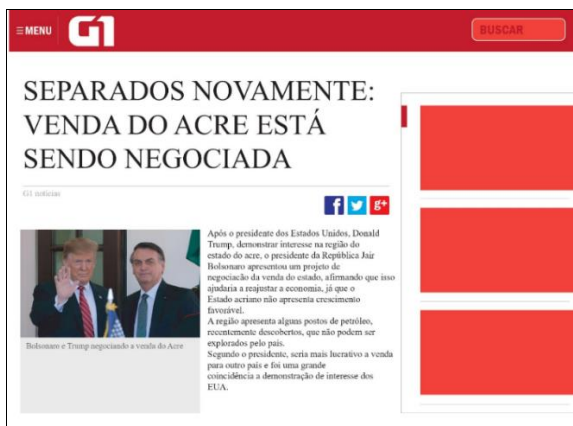 ≡ MENU
G1
BUSCAR
SEPARADOS NOVAMENTE:
VENDA DO ACRE ESTÁ
SENDO NEGOCIADA
G1 notícias
f
g+
Após o presidente dos Estados Unidos, Donald
Trump, demonstrar interesse na região do
estado do acre, o presidente da República Jair
Bolsonaro apresentou um projeto de
negociacão da venda do estado, afirmando que isso
ajudaria a reajustar a economia, já que o
Estado acriano não apresenta crescimento
favorável.
A região apresenta alguns postos de petróleo,
recentemente descobertos, que não podem ser
explorados pelo país.
Segundo o presidente, seria mais lucrativo a venda
para outro país e foi uma grande
coincidência a demonstração de interesse dos
EUA.
Bolsonaro e Trump negociando a venda do Acre